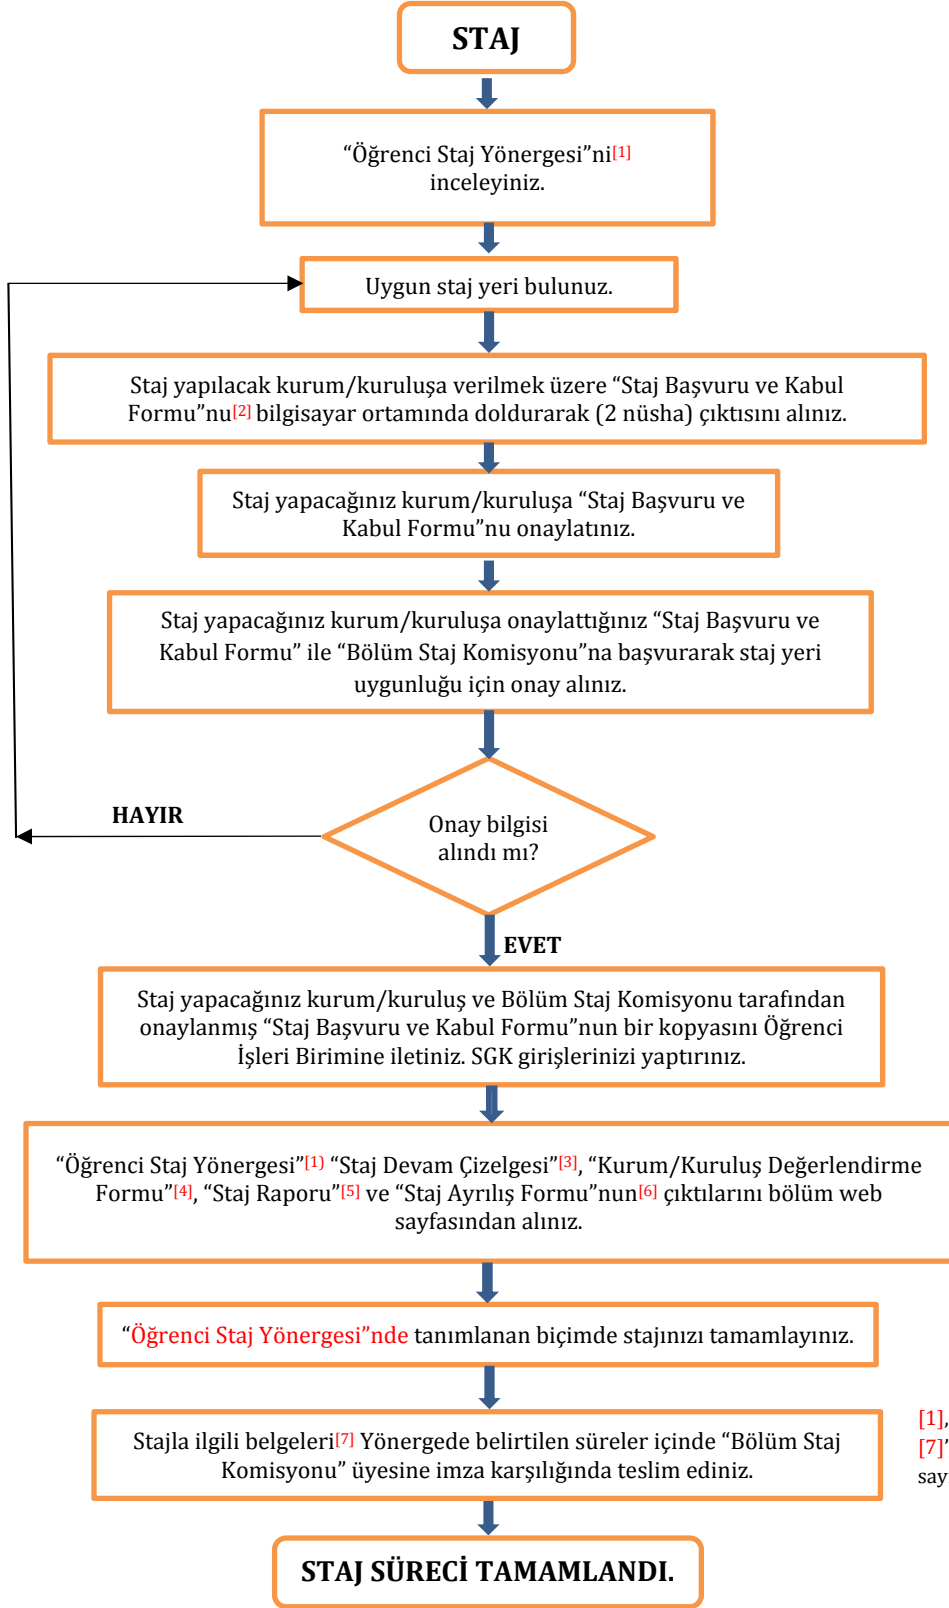 STAJ
“Öğrenci Staj Yönergesi”ni[1]
inceleyiniz.
Uygun staj yeri bulunuz.
Staj yapılacak kurum/kuruluşa verilmek üzere “Staj Başvuru ve Kabul
Formu”nu[2] bilgisayar ortamında doldurarak (2 nüsha) çıktısını alınız.
Staj yapacağınız kurum/kuruluşa “Staj Başvuru ve
Kabul Formu”nu onaylatınız.
Staj yapacağınız kurum/kuruluşa onaylattığınız “Staj Başvuru ve
Kabul Formu” ile “Bölüm Staj Komisyonu”na başvurarak staj yeri
uygunluğu için onay alınız.
HAYIR
Onay bilgisi
alındı mı?
EVET
Staj yapacağınız kurum/kuruluş ve Bölüm Staj Komisyonu tarafından
onaylanmış “Staj Başvuru ve Kabul Formu”nun bir kopyasını Öğrenci
İşleri Birimine iletiniz. SGK girişlerinizi yaptırınız.
“Öğrenci Staj Yönergesi”[1) “Staj Devam Çizelgesi”[3], “Kurum/Kuruluş Değerlendirme
Formu”[4], “Staj Raporu”[5] ve “Staj Ayrılış Formu”nun[6] çıktılarını bölüm web
sayfasından alınız.
“Öğrenci Staj Yönergesi”nde tanımlanan biçimde stajınızı tamamlayınız.
Stajla ilgili belgeleri[7] Yönergede belirtilen süreler içinde “Bölüm Staj
Komisyonu” üyesine imza karşılığında teslim ediniz.
[1],
[7]’
say
STAJ SÜRECİ TAMAMLANDI.